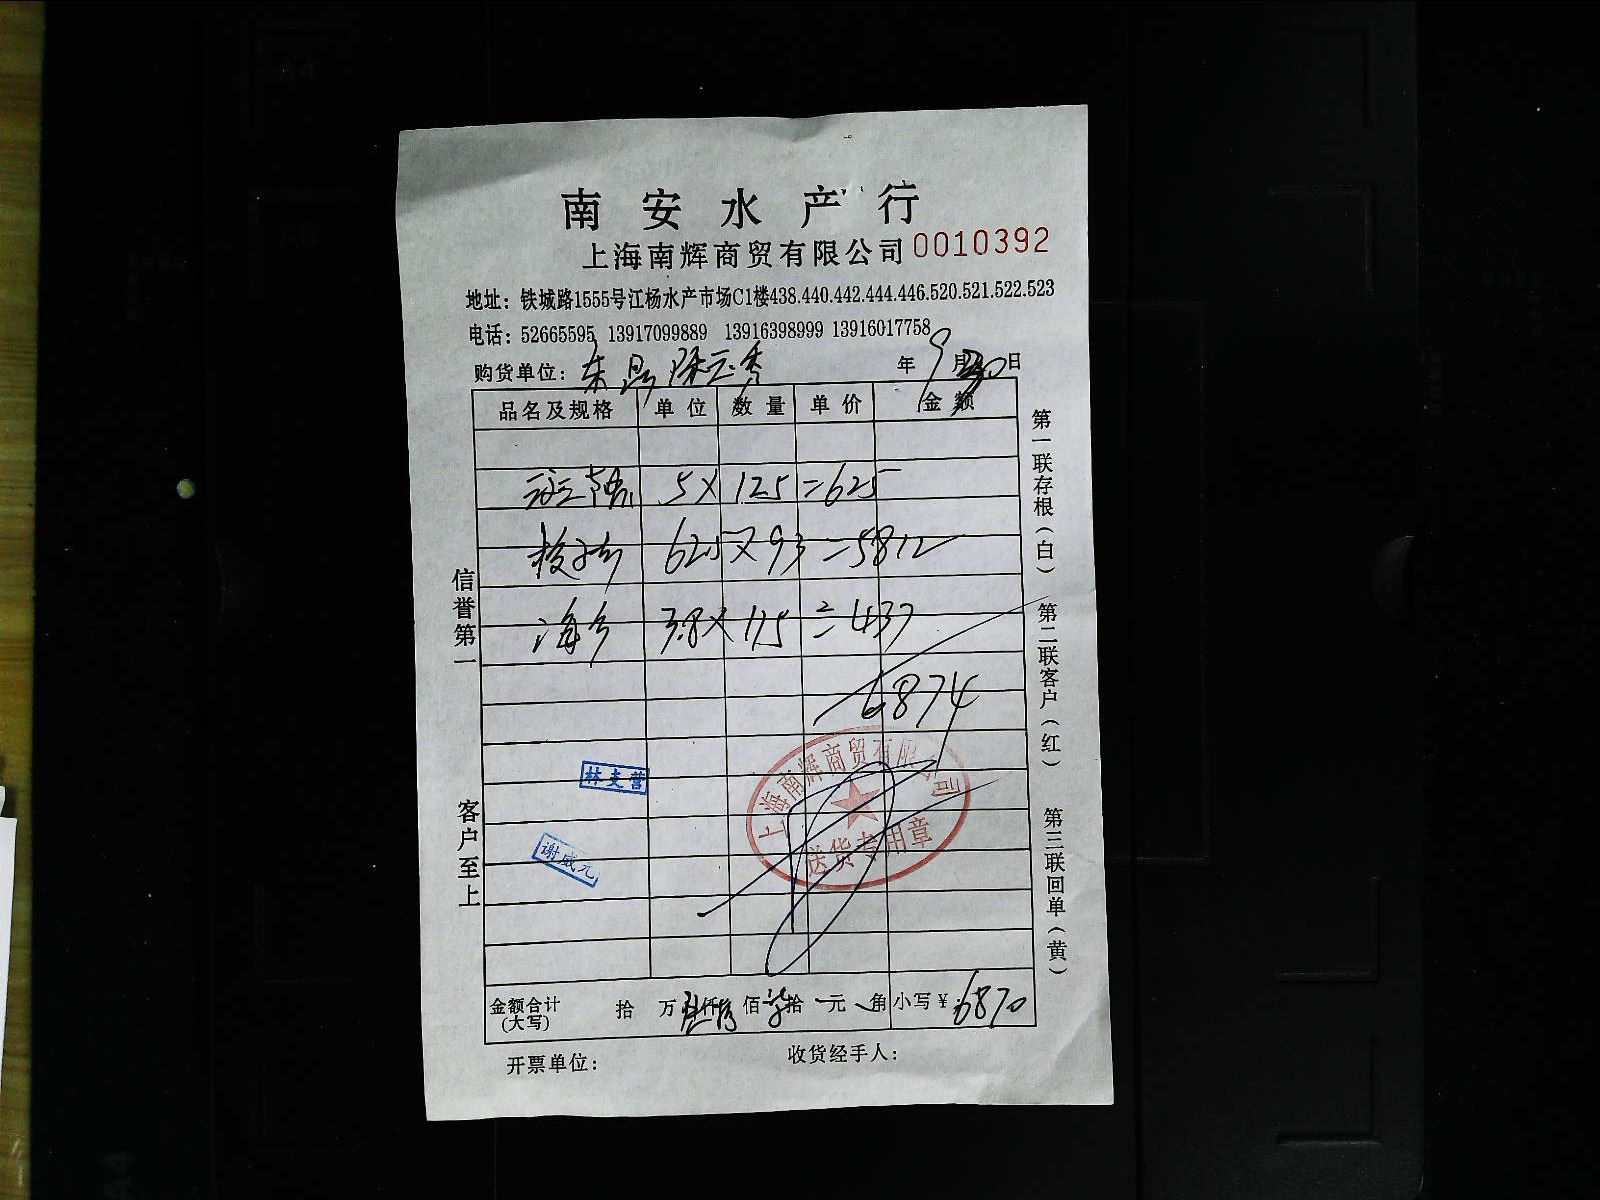 南安水产行
上海南辉商贸有限公司 0010392
地址：铁城路1555号江杨水产市场C1楼438.440.442.444.446.520.521.522.523
电话：52665595 13917099889 13916398999 13916017758
购货单位： 年 9 月 30 日
品名及规格 单位 数量 单价 金额
5 × 125 = 625
62.5 × 93 = 5812
3.8 × 115 = 437
6874
林支营
谢成元
上海南辉商贸有限公司
送货专用章
金额合计(大写) 拾 万 仟 佰 拾 元 角 小写￥ 6870
开票单位： 收货经手人：
信誉第一
客户至上
第一联存根(白)
第二联客户(红)
第三联回单(黄)